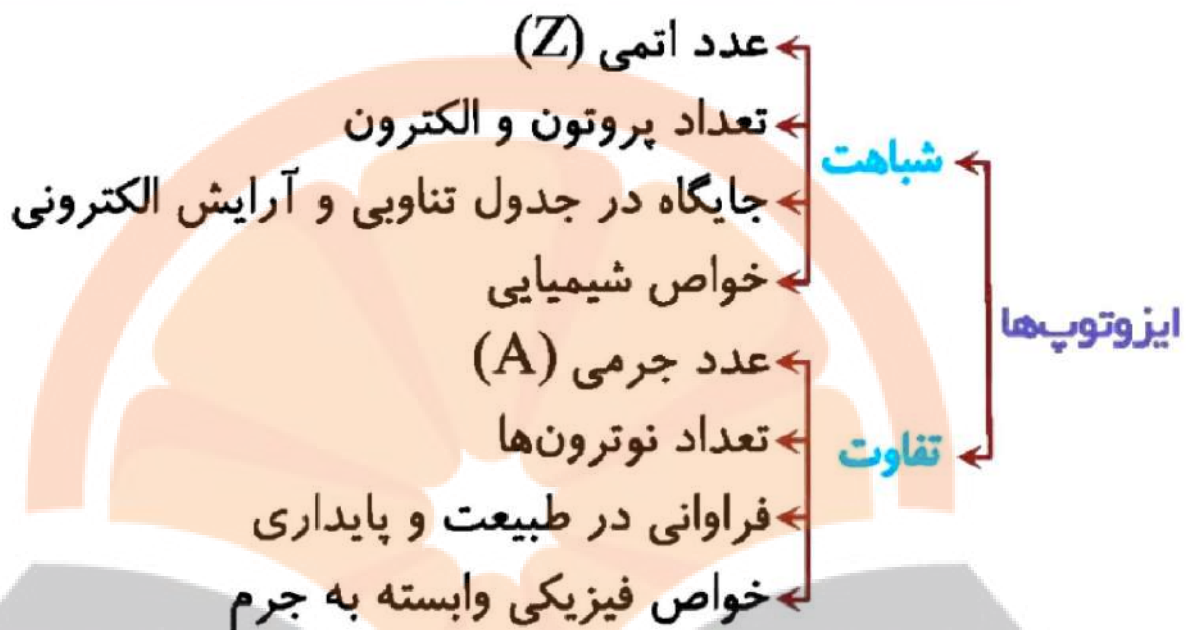 ایزوتوپ‌ها
شباهت
عدد اتمی (Z)
تعداد پروتون و الکترون
جایگاه در جدول تناوبی و آرایش الکترونی
خواص شیمیایی
تفاوت
عدد جرمی (A)
تعداد نوترون‌ها
فراوانی در طبیعت و پایداری
خواص فیزیکی وابسته به جرم